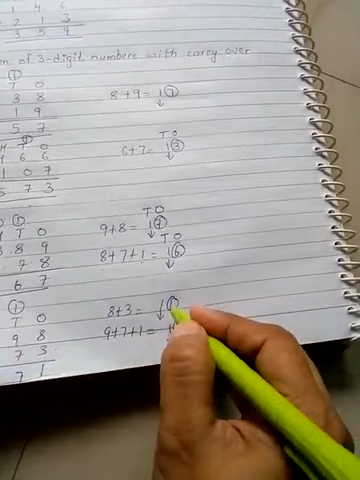 1 4 6
2 1 3
3 5 9
n of 3-digit numbers with carry over
1
T O
3 8
8+9= 17
1 9
5 7
T O
T O
6+7= 13
6 6
1 0 7
5 7 3
1
T O
T O
9+8= 17
8 9
T O
7 8
8+7+1= 16
6 7
1
T O
8+3= 1
9 8
9+7+1=
7 3
7 1